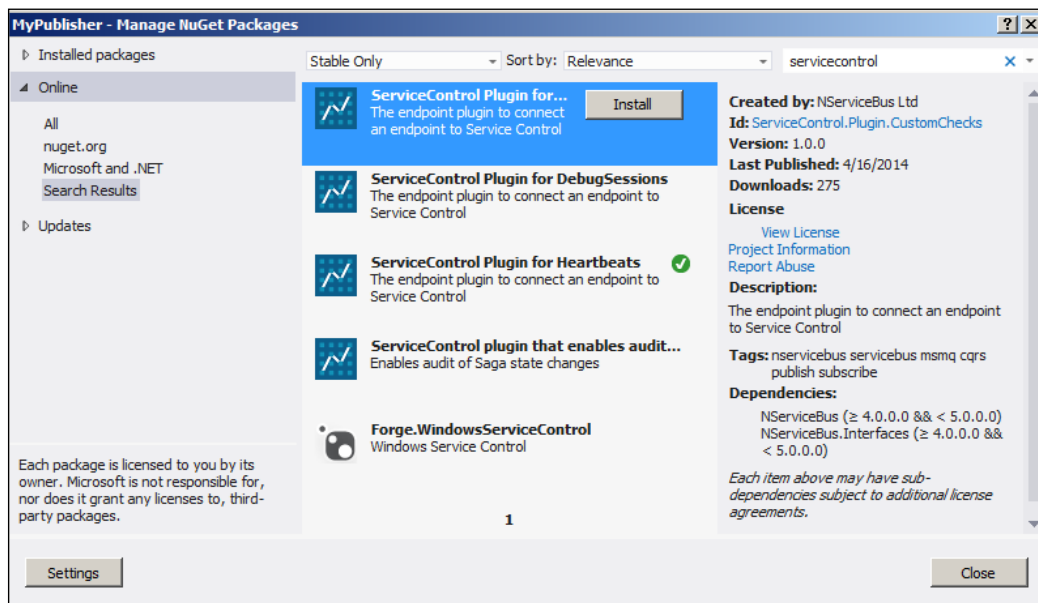 MyPublisher - Manage NuGet Packages
? X
Installed packages
Online
All
nuget.org
Microsoft and .NET
Search Results
Updates
Each package is licensed to you by its
owner. Microsoft is not responsible for,
nor does it grant any licenses to, third-
party packages.
Settings
Stable Only
Sort by: Relevance
ServiceControl Plugin for...
Install
The endpoint plugin to connect
an endpoint to Service Control
ServiceControl Plugin for DebugSessions
The endpoint plugin to connect an endpoint to
Service Control
ServiceControl Plugin for Heartbeats
The endpoint plugin to connect an endpoint to
Service Control
ServiceControl plugin that enables audit...
Enables audit of Saga state changes
Forge.WindowsServiceControl
Windows Service Control
1
servicecontrol
Created by: NServiceBus Ltd
Id: ServiceControl.Plugin.CustomChecks
Version: 1.0.0
Last Published: 4/16/2014
Downloads: 275
License
View License
Project Information
Report Abuse
Description:
The endpoint plugin to connect an endpoint
to Service Control
Tags: nservicebus servicebus msmq cqrs
publish subscribe
Dependencies:
NServiceBus (≥ 4.0.0.0 && < 5.0.0.0)
NServiceBus.Interfaces (≥ 4.0.0.0 &&
< 5.0.0.0)
Each item above may have sub-
dependencies subject to additional license
agreements.
Close